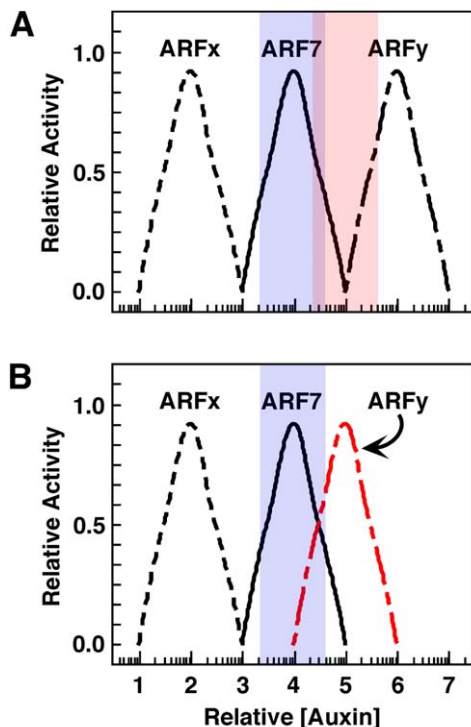 A
ARFx ARF7 ARFy
1.0
0.5
0.0
Relative Activity
B
ARFx ARF7 ARFy
1.0
0.5
0.0
Relative Activity
1 2 3 4 5 6 7
Relative [Auxin]